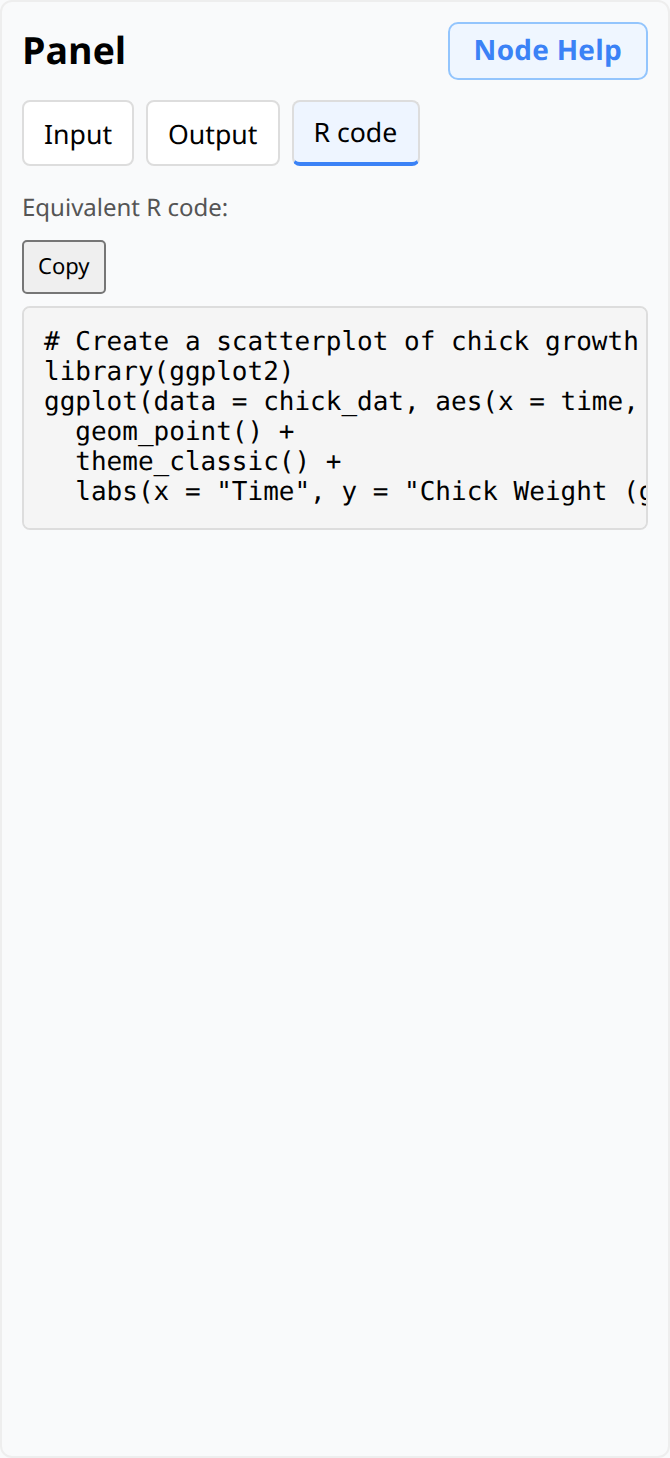 Panel
Node Help
Input
Output
R code
Equivalent R code:
Copy
# Create a scatterplot of chick growth
library(ggplot2)
ggplot(data = chick_dat, aes(x = time,
  geom_point() +
  theme_classic() +
  labs(x = "Time", y = "Chick Weight (